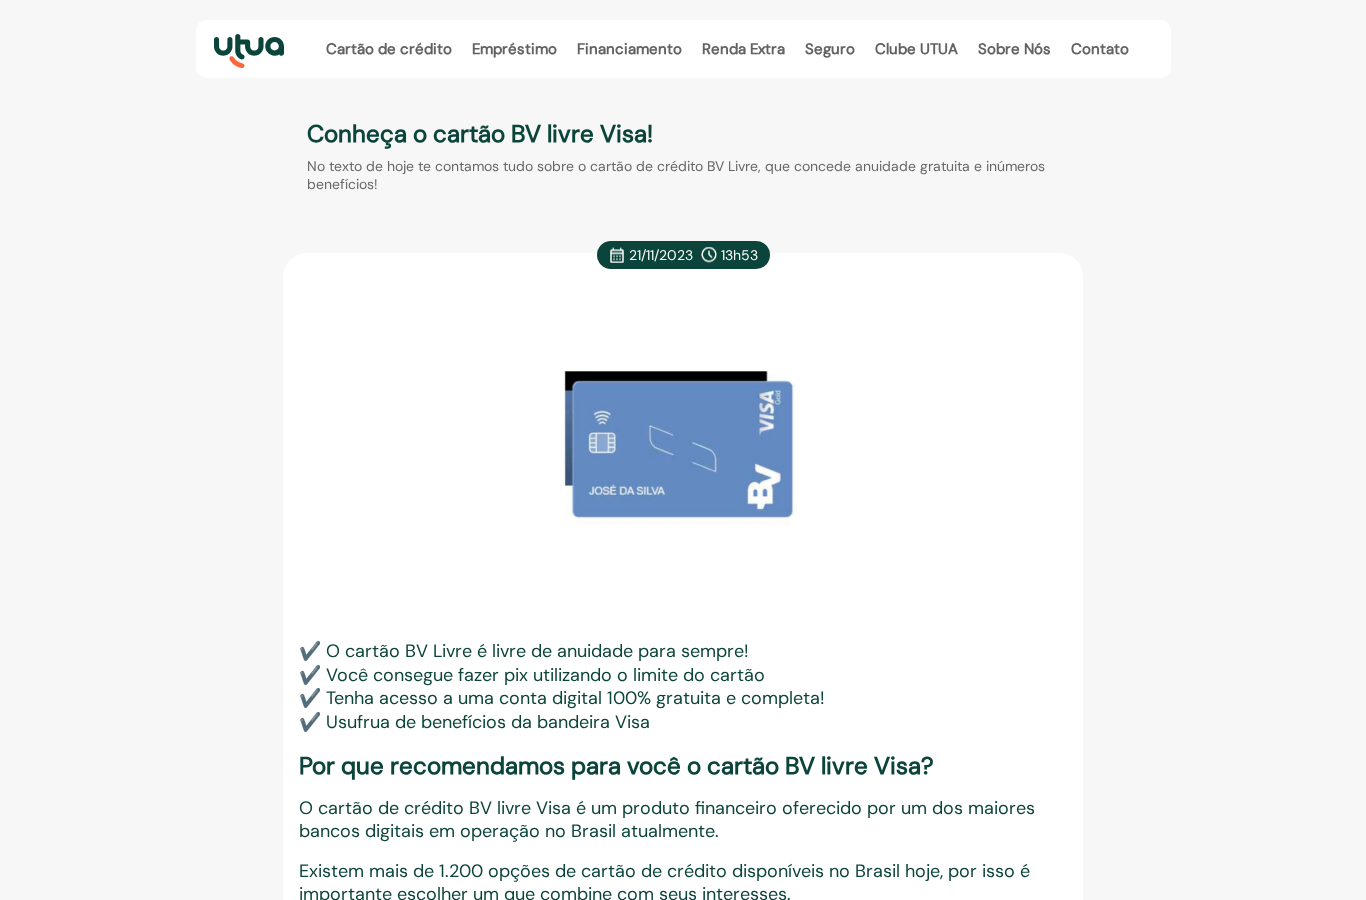 utua
Cartão de crédito Empréstimo Financiamento Renda Extra Seguro Clube UTUA Sobre Nós Contato
Conheça o cartão BV livre Visa!
No texto de hoje te contamos tudo sobre o cartão de crédito BV Livre, que concede anuidade gratuita e inúmeros
benefícios!
21/11/2023 13h53
VISA
Gold
JOSÉ DA SILVA
BV
✔️ O cartão BV Livre é livre de anuidade para sempre!
✔️ Você consegue fazer pix utilizando o limite do cartão
✔️ Tenha acesso a uma conta digital 100% gratuita e completa!
✔️ Usufrua de benefícios da bandeira Visa
Por que recomendamos para você o cartão BV livre Visa?
O cartão de crédito BV livre Visa é um produto financeiro oferecido por um dos maiores
bancos digitais em operação no Brasil atualmente.
Existem mais de 1.200 opções de cartão de crédito disponíveis no Brasil hoje, por isso é
importante escolher um que combine com seus interesses.